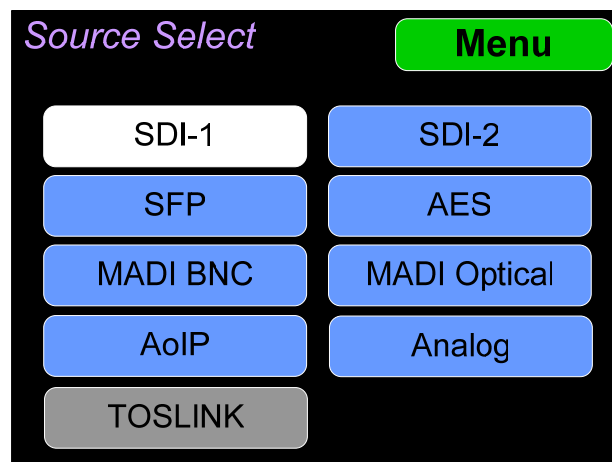 Source Select
Menu
SDI-1
SDI-2
SFP
AES
MADI BNC
MADI Optical
AoIP
Analog
TOSLINK